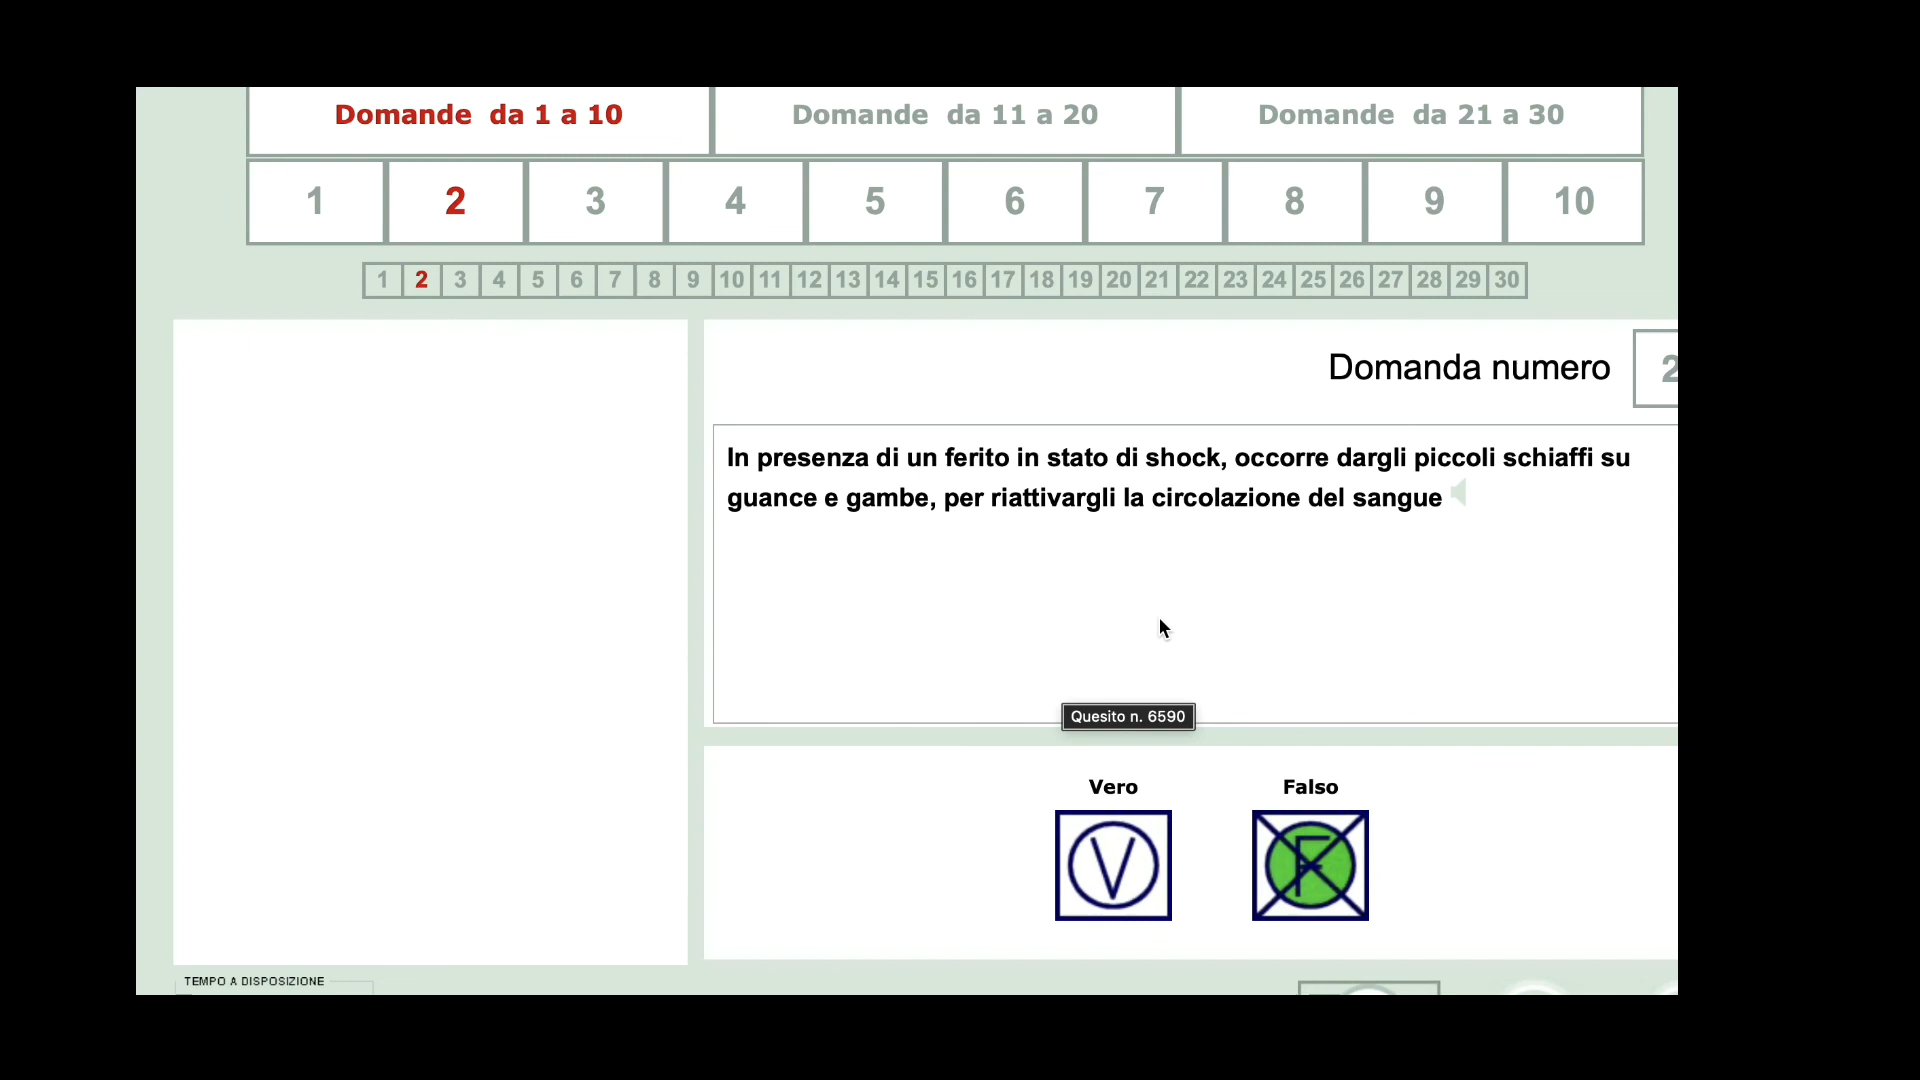 Domande da 1 a 10 Domande da 11 a 20 Domande da 21 a 30
1 2 3 4 5 6 7 8 9 10
1 2 3 4 5 6 7 8 9 10 11 12 13 14 15 16 17 18 19 20 21 22 23 24 25 26 27 28 29 30
Domanda numero 2
In presenza di un ferito in stato di shock, occorre dargli piccoli schiaffi su
guance e gambe, per riattivargli la circolazione del sangue
Quesito n. 6590
Vero Falso
V F
TEMPO A DISPOSIZIONE